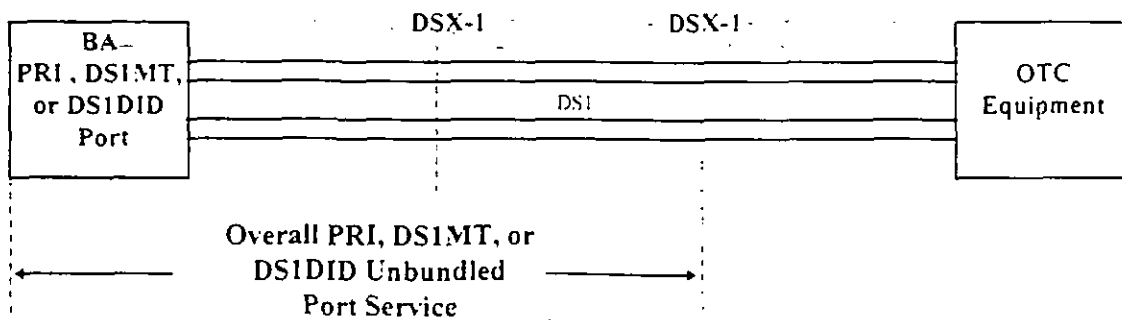 DSX-1 DSX-1
BA–
PRI, DS1MT,
or DS1DID
Port
DS1
OTC
Equipment
Overall PRI, DS1MT, or
DS1DID Unbundled
Port Service